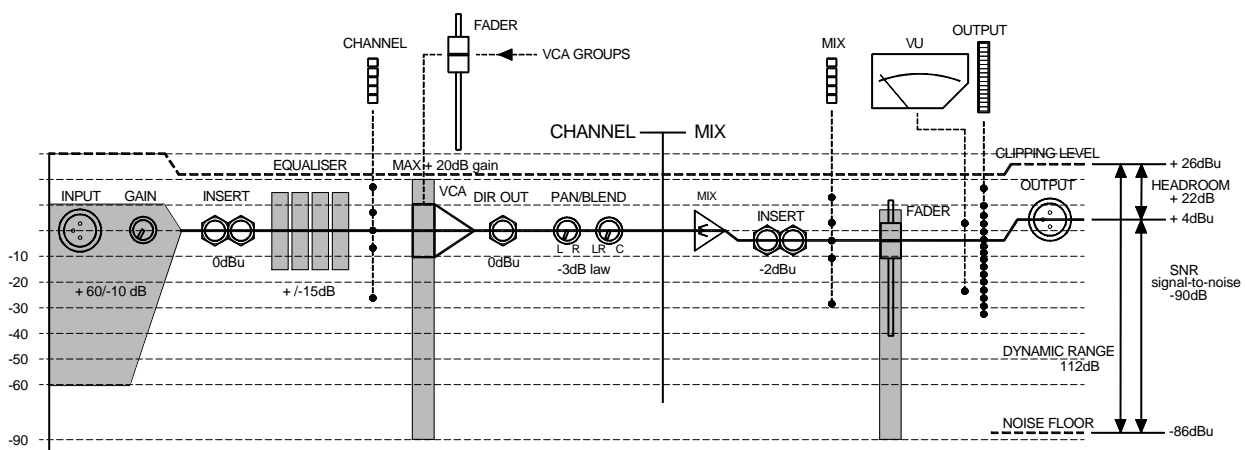 FADER
CHANNEL
VCA GROUPS
MIX
VU
OUTPUT
CHANNEL
MIX
EQUALISER
MAX + 20dB gain
CLIPPING LEVEL
+ 26dBu
HEADROOM
+ 22dB
+ 4dBu
INPUT
GAIN
INSERT
VCA
DIR OUT
PAN/BLEND
MIX
INSERT
FADER
OUTPUT
L R LR C
0dBu
0dBu
-3dB law
-2dBu
+ 60/-10 dB
+ /-15dB
SNR
signal-to-noise
-90dB
-10
-20
-30
-40
-50
-60
-90
DYNAMIC RANGE
112dB
NOISE FLOOR
-86dBu